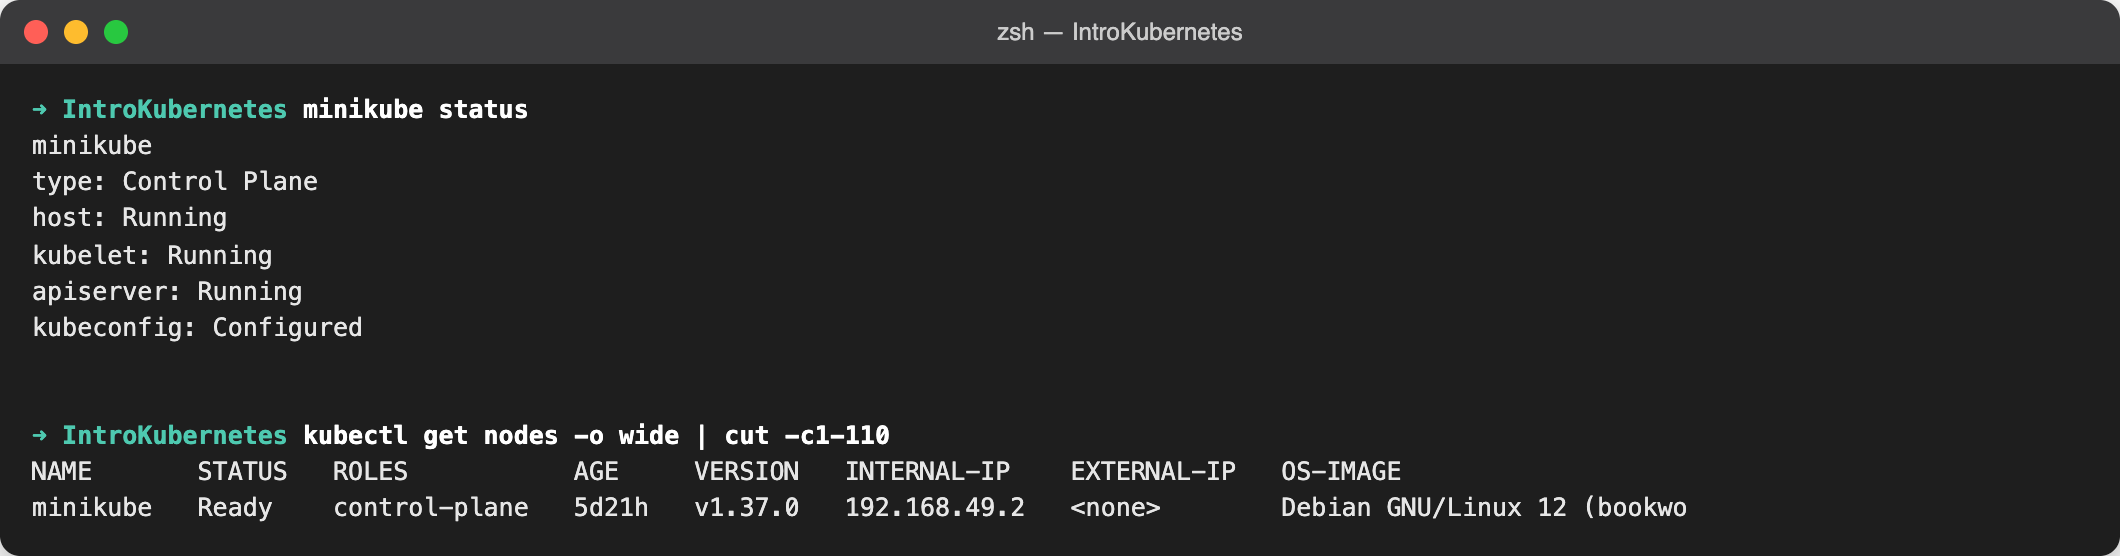 zsh — IntroKubernetes
→ IntroKubernetes minikube status
minikube
type: Control Plane
host: Running
kubelet: Running
apiserver: Running
kubeconfig: Configured
→ IntroKubernetes kubectl get nodes -o wide | cut -c1-110
NAME       STATUS   ROLES           AGE     VERSION   INTERNAL-IP    EXTERNAL-IP   OS-IMAGE
minikube   Ready    control-plane   5d21h   v1.37.0   192.168.49.2   <none>        Debian GNU/Linux 12 (bookwo